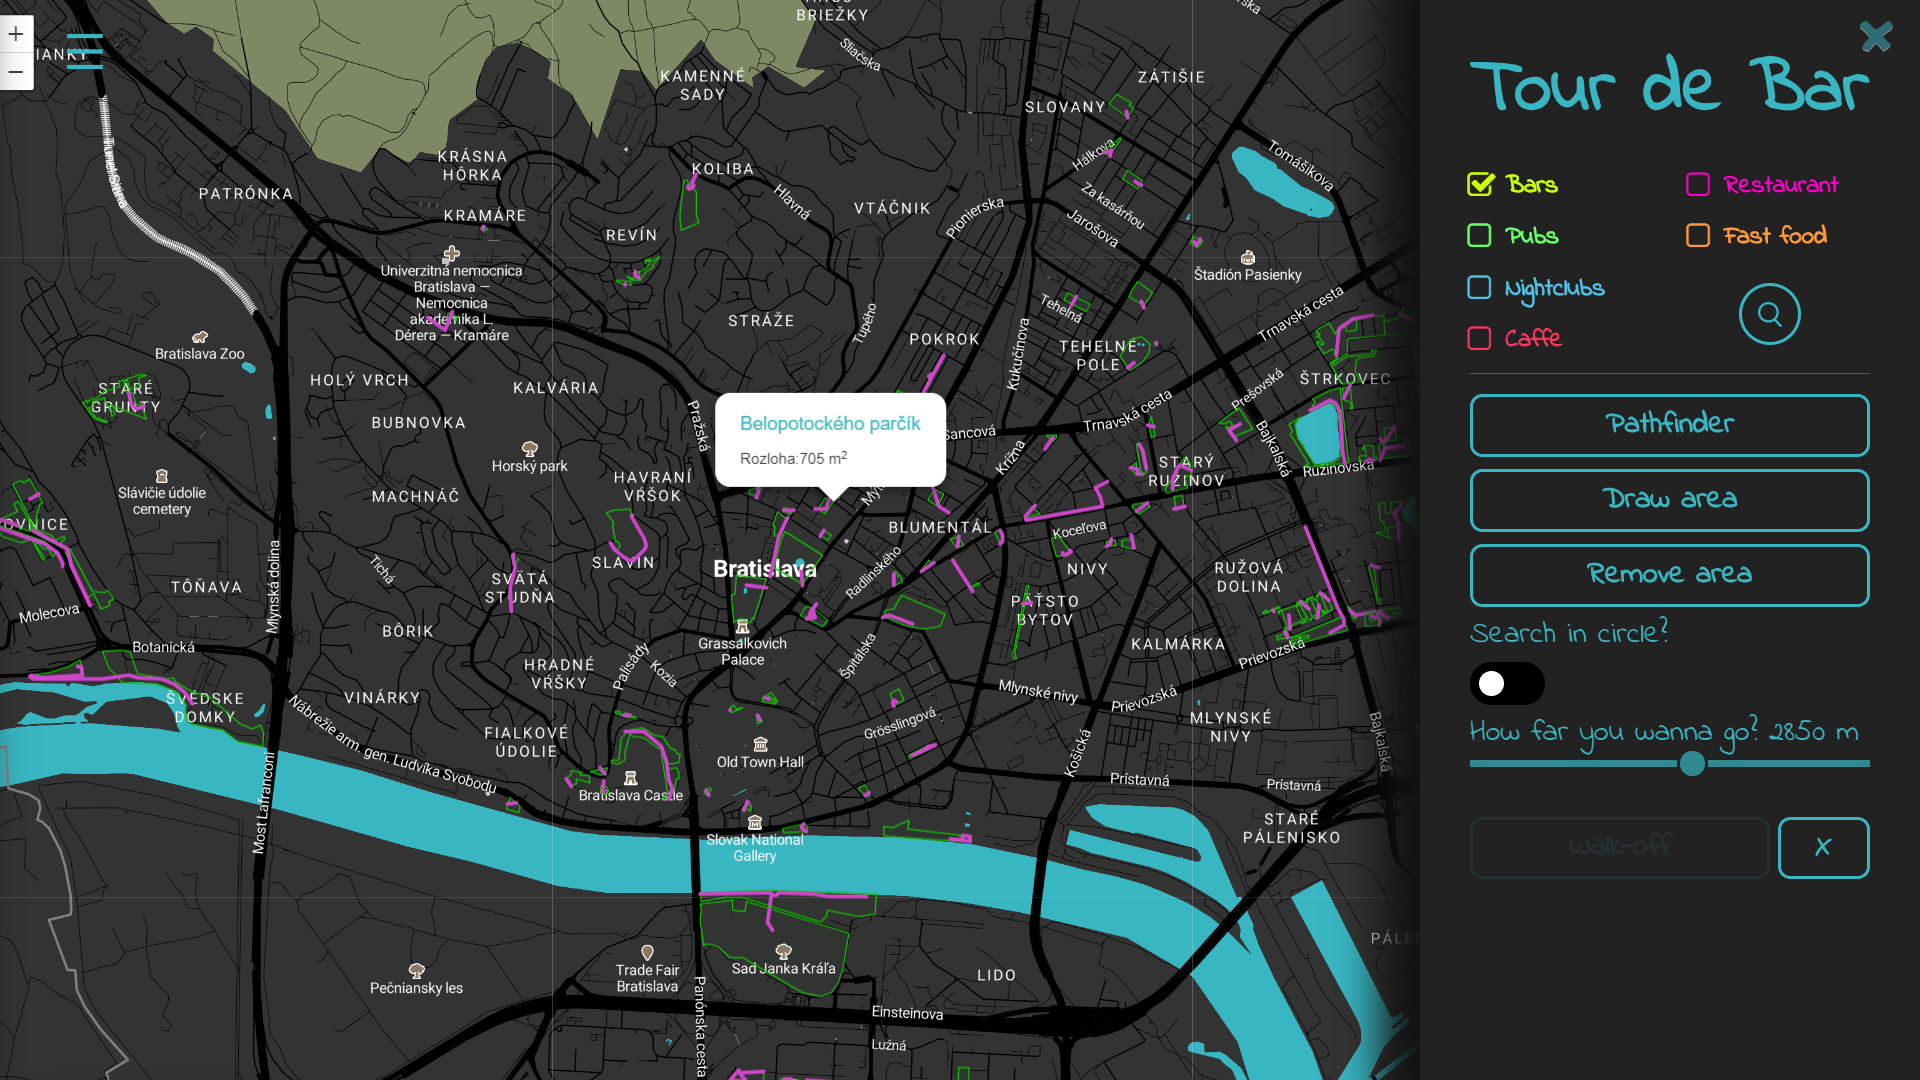 BRIEŽKY
Sliačska
IANKY
KAMENNÉ
SADY
ZÁTIŠIE
SLOVANY
Hálkova
Tomášikova
KRÁSNA
HÔRKA
KOLIBA
PATRÓNKA
Hlavná
Za kasárňou
KRAMÁRE
VTÁČNIK
Pionierska
Jarošova
REVÍN
Univerzitná nemocnica
Bratislava –
Nemocnica
akademika L.
Dérera – Kramáre
Štadión Pasienky
Tehelná
Trnavská cesta
STRÁŽE
Tupého
POKROK
Kukučínova
TEHELNÉ
POLE
Bratislava Zoo
HOLÝ VRCH
KALVÁRIA
ŠTRKOVEC
STARÉ
GRUNTY
Prešovská
BUBNOVKA
Pražská
Belopotockého parčík
Rozloha:705 m²
Trnavská cesta
Šancová
Krížna
Bajkalská
Horský park
STARÝ
RUŽINOV
Ružinovská
HAVRANÍ
VŔŠOK
Slávičie údolie
cemetery
MACHNÁČ
OVNICE
BLUMENTÁL
Koceľova
SLAVÍN
Bratislava
Radlinského
NIVY
RUŽOVÁ
DOLINA
Tichá
SVÄTÁ
STUDŇA
TÔŇAVA
Mlynská dolina
Molecova
PÄŤSTO
BYTOV
BÔRIK
Grassalkovich
Palace
KALMÁRKA
Botanická
Palisády
Kozia
Špitálska
Prievozská
HRADNÉ
VŔŠKY
ŠVÉDSKE
DOMKY
VINÁRKY
Mlynské nivy
Prievozská
MLYNSKÉ
NIVY
Nábrežie arm. gen. Ludvíka Svobodu
FIALKOVÉ
ÚDOLIE
Grösslingová
Old Town Hall
Košická
Bajkalská
Bratislava Castle
Prístavná
Prístavná
Most Lafranconi
Slovak National
Gallery
STARÉ
PÁLENISKO
Trade Fair
Bratislava
Sad Janka Kráľa
LIDO
Pečniansky les
Panónska cesta
Einsteinova
Lužná
Tour de Bar
Bars
Restaurant
Pubs
Fast food
Nightclubs
Caffe
Pathfinder
Draw area
Remove area
Search in circle?
How far you wanna go? 2850 m
Walk-off
X